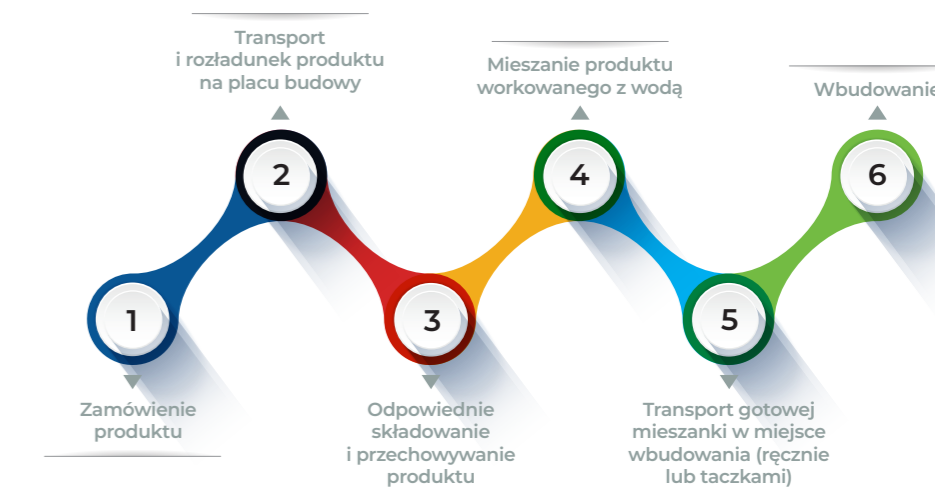 1
Zamówienie
produktu
2
Transport
i rozładunek produktu
na placu budowy
3
Odpowiednie
składowanie
i przechowywanie
produktu
4
Mieszanie produktu
workowanego z wodą
5
Transport gotowej
mieszanki w miejsce
wbudowania (ręcznie
lub taczkami)
6
Wbudowanie